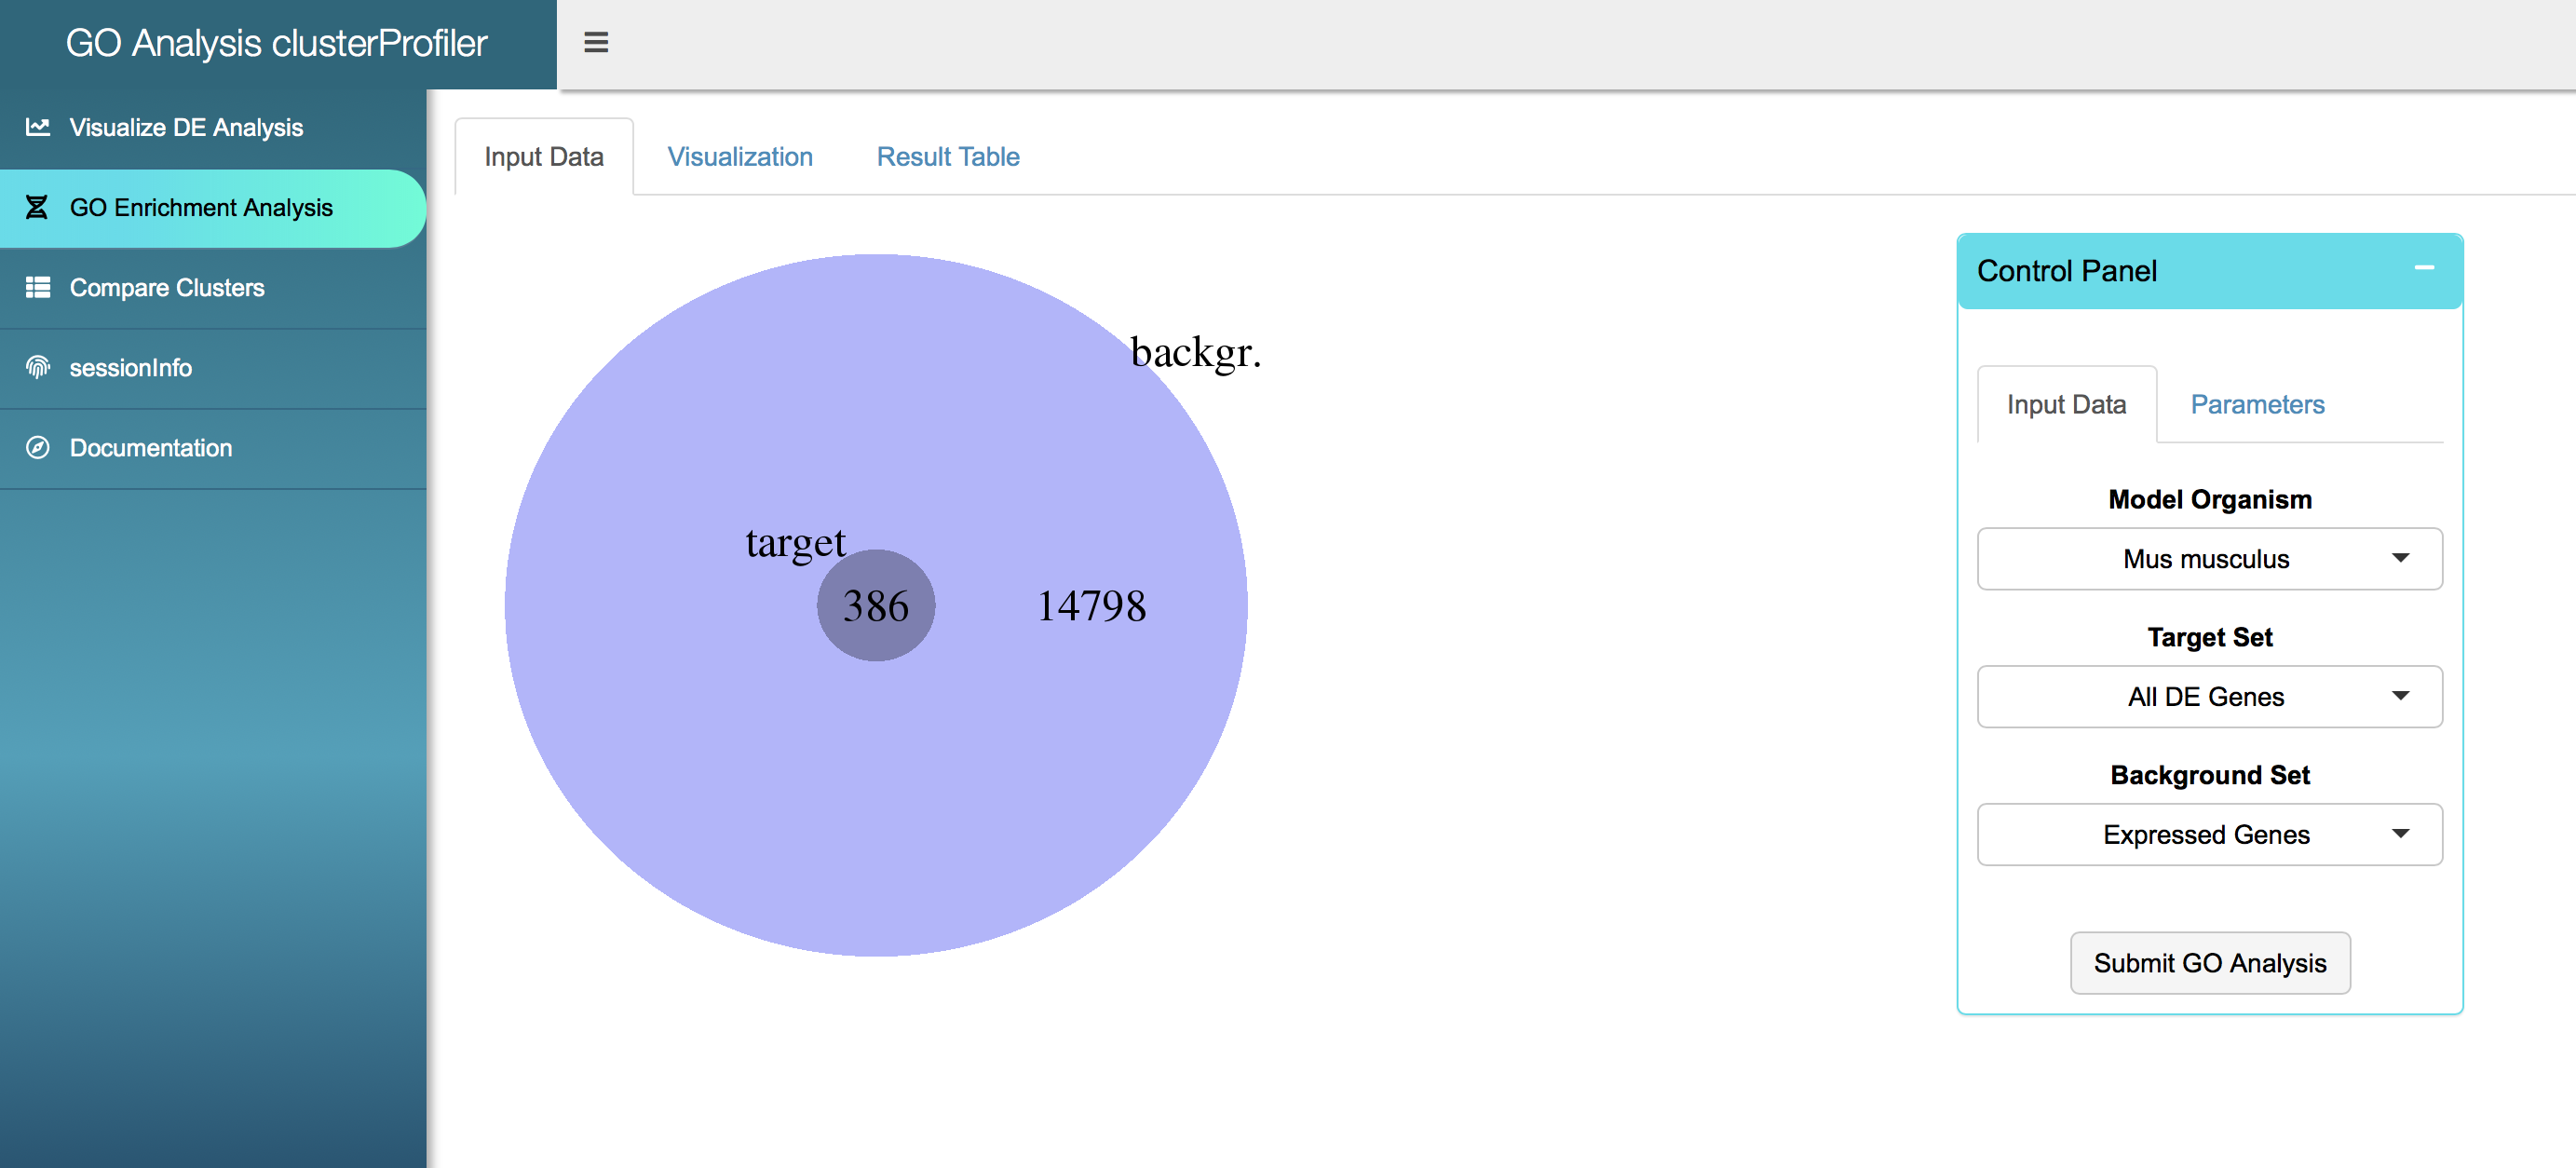 GO Analysis clusterProfiler
Visualize DE Analysis
GO Enrichment Analysis
Compare Clusters
sessionInfo
Documentation
Input Data
Visualization
Result Table
backgr.
target
386
14798
Control Panel
Input Data
Parameters
Model Organism
Mus musculus
Target Set
All DE Genes
Background Set
Expressed Genes
Submit GO Analysis